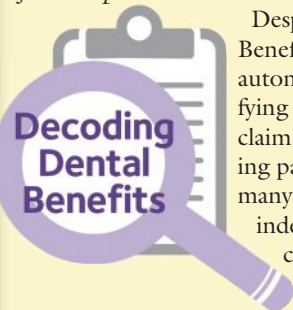 Decoding
Dental
Benefits
Desp
Benef
autom
fying
claim
ing pa
many
inde
c